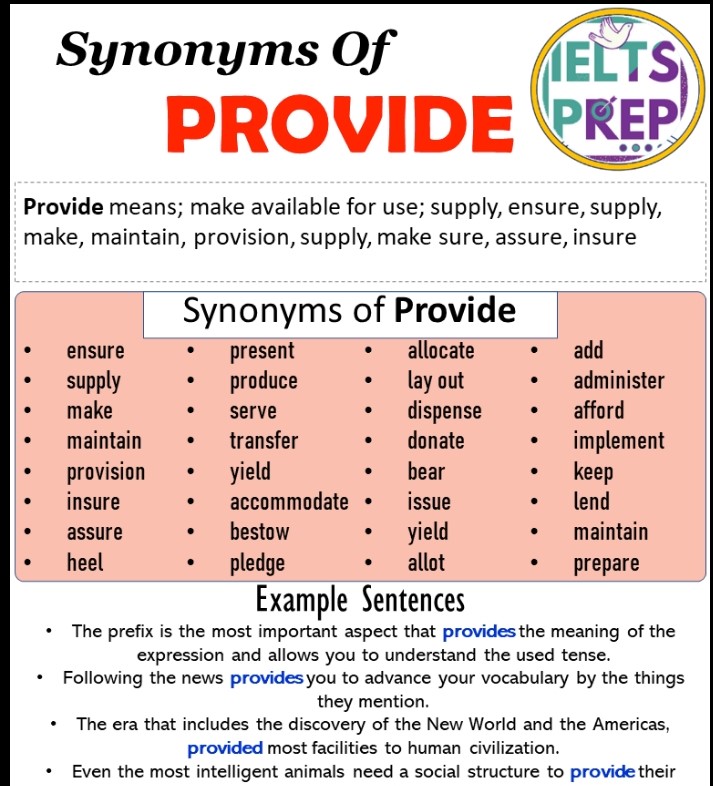 Synonyms Of
PROVIDE
IELTS
PREP
Provide means; make available for use; supply, ensure, supply,
make, maintain, provision, supply, make sure, assure, insure
Synonyms of Provide
• ensure • present • allocate • add
• supply • produce • lay out • administer
• make • serve • dispense • afford
• maintain • transfer • donate • implement
• provision • yield • bear • keep
• insure • accommodate • issue • lend
• assure • bestow • yield • maintain
• heel • pledge • allot • prepare
Example Sentences
• The prefix is the most important aspect that provides the meaning of the
expression and allows you to understand the used tense.
• Following the news provides you to advance your vocabulary by the things
they mention.
• The era that includes the discovery of the New World and the Americas,
provided most facilities to human civilization.
• Even the most intelligent animals need a social structure to provide their